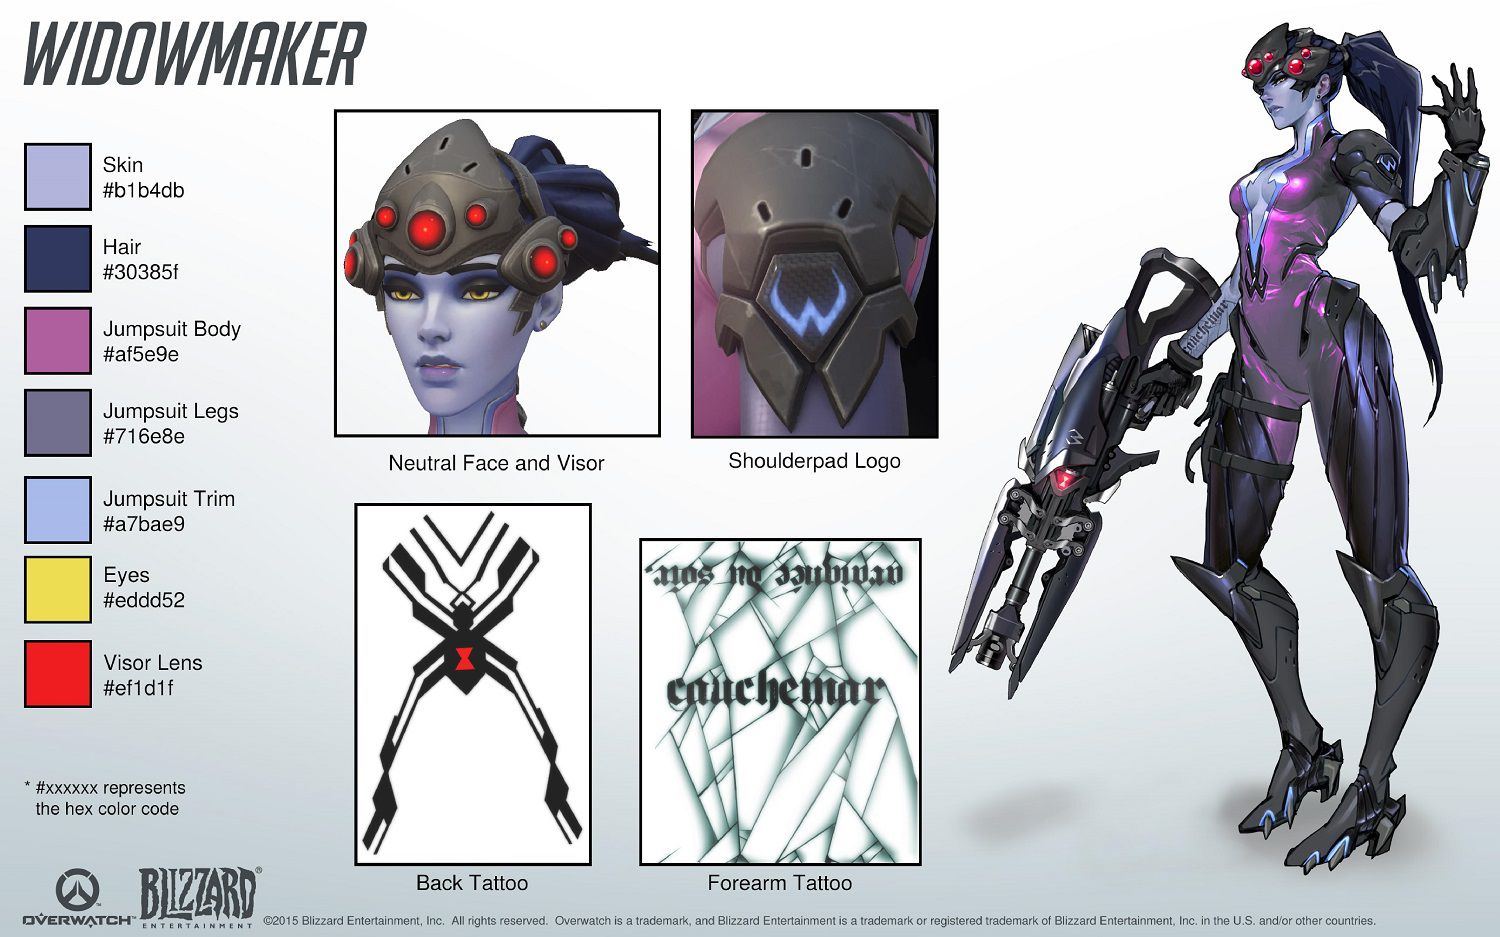 WIDOWMAKER
Skin
#b1b4db
Hair
#30385f
Jumpsuit Body
#af5e9e
Jumpsuit Legs
#716e8e
Jumpsuit Trim
#a7bae9
Eyes
#eddd52
Visor Lens
#ef1d1f
* #xxxxxx represents
the hex color code
Neutral Face and Visor
Shoulderpad Logo
Back Tattoo
cauchemar
Forearm Tattoo
cauchemar
OVERWATCH™
BLIZZARD®
ENTERTAINMENT
©2015 Blizzard Entertainment, Inc. All rights reserved. Overwatch is a trademark, and Blizzard Entertainment is a trademark or registered trademark of Blizzard Entertainment, Inc. in the U.S. and/or other countries.